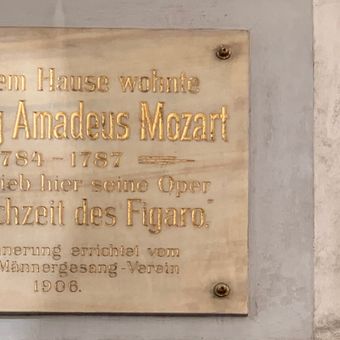 em Hause wohnte
g Amadeus Mozart
1784-1787
ieb hier seine Oper
chzeit des Figaro."
nnerung errichtet vom
Männergesang-Verein
1906.